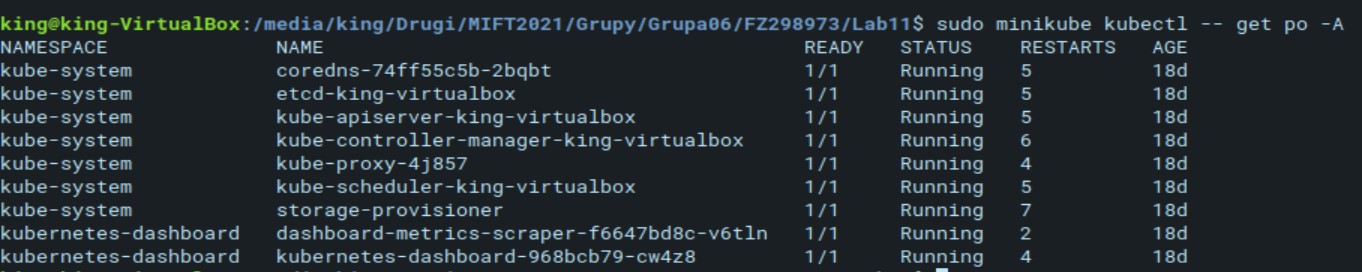 king@king-VirtualBox:/media/king/Drugi/MIFT2021/Grupy/Grupa06/FZ298973/Lab11$ sudo minikube kubectl -- get po -A
NAMESPACE NAME READY STATUS RESTARTS AGE
kube-system coredns-74ff55c5b-2bqbt 1/1 Running 5 18d
kube-system etcd-king-virtualbox 1/1 Running 5 18d
kube-system kube-apiserver-king-virtualbox 1/1 Running 5 18d
kube-system kube-controller-manager-king-virtualbox 1/1 Running 6 18d
kube-system kube-proxy-4j857 1/1 Running 4 18d
kube-system kube-scheduler-king-virtualbox 1/1 Running 5 18d
kube-system storage-provisioner 1/1 Running 7 18d
kubernetes-dashboard dashboard-metrics-scraper-f6647bd8c-v6tln 1/1 Running 2 18d
kubernetes-dashboard kubernetes-dashboard-968bcb79-cw4z8 1/1 Running 4 18d